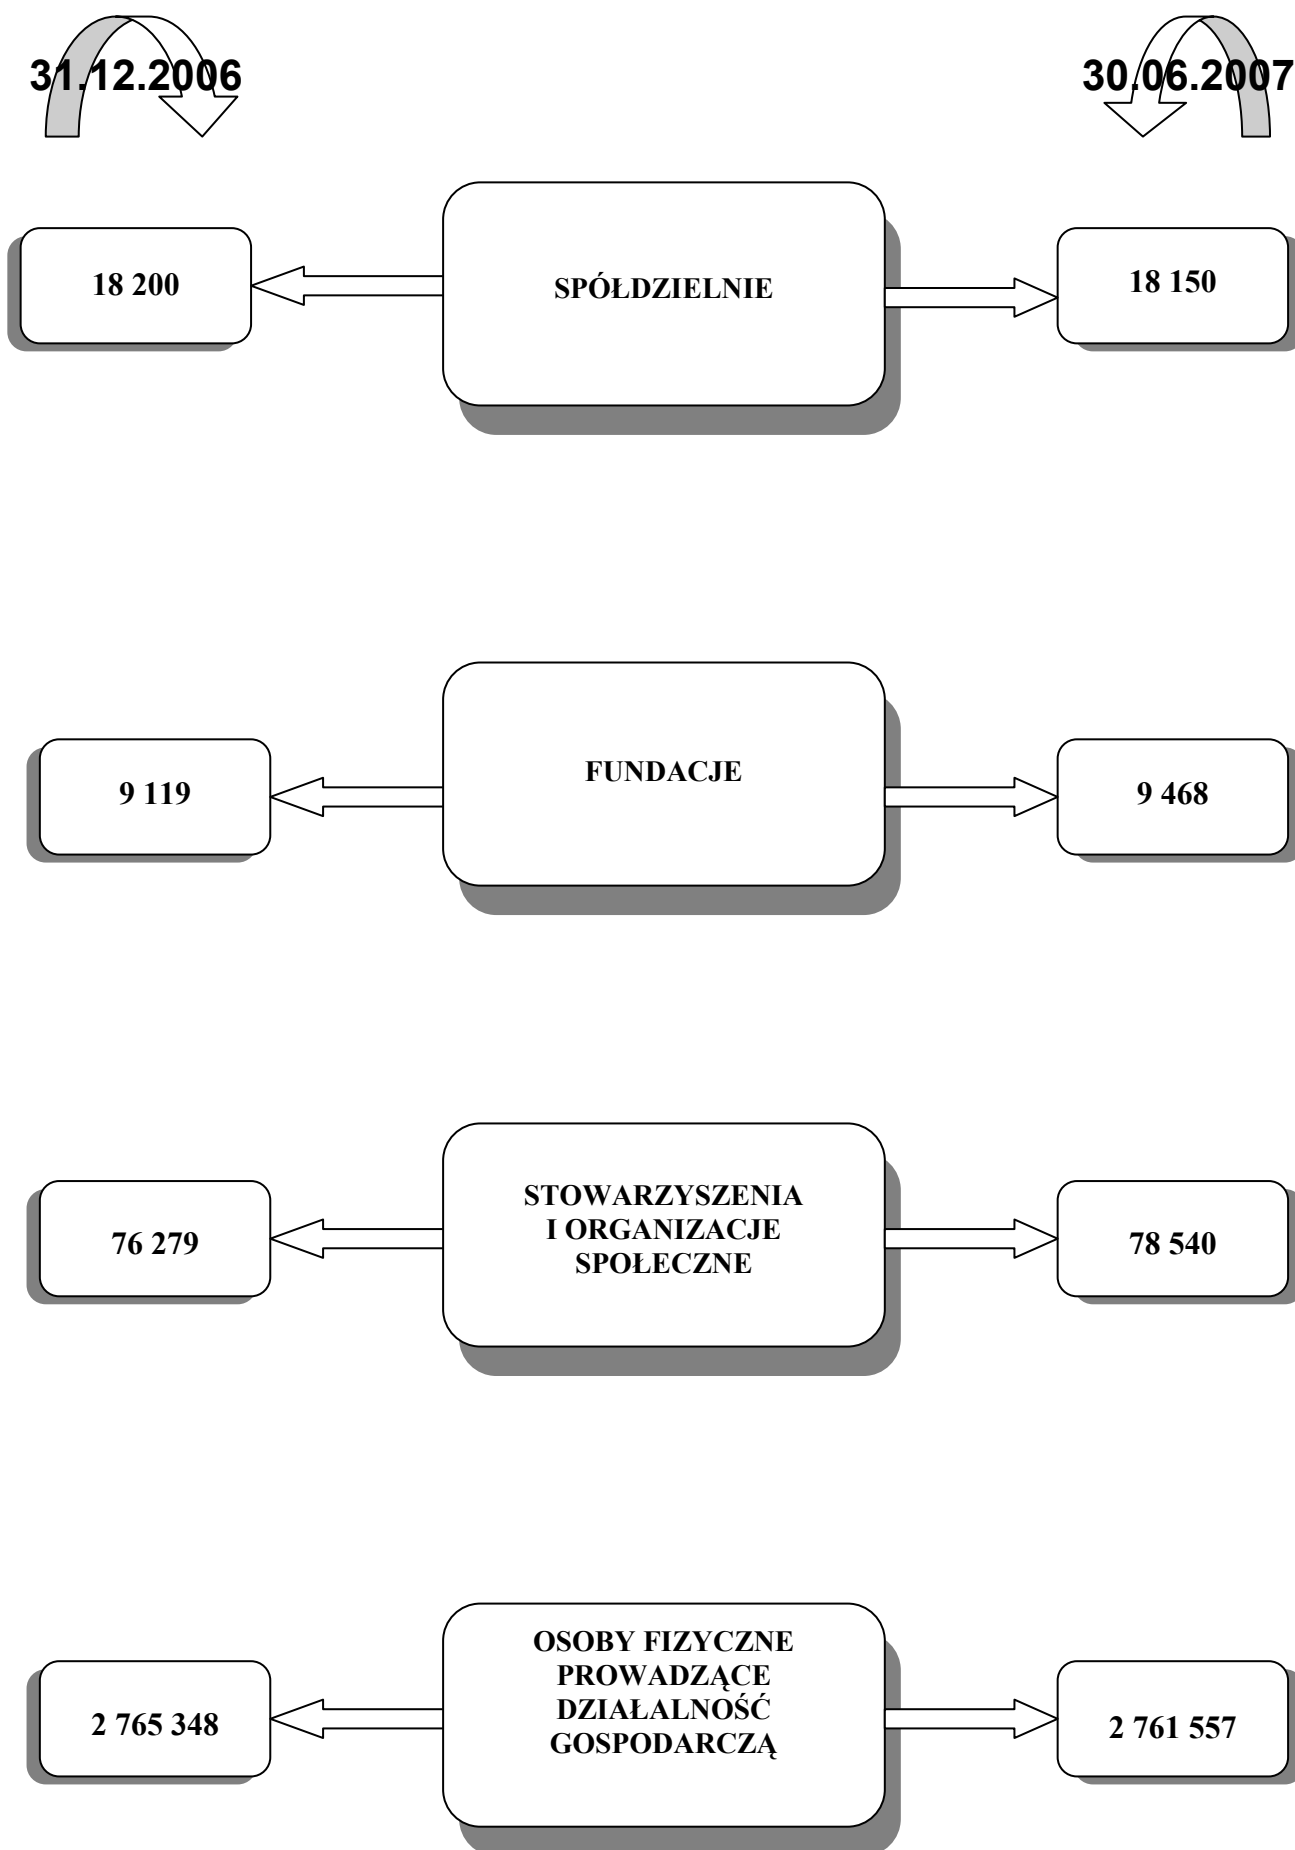 31.12.2006
30.06.2007
18 200
SPÓŁDZIELNIE
18 150
9 119
FUNDACJE
9 468
76 279
STOWARZYSZENIA
I ORGANIZACJE
SPOŁECZNE
78 540
2 765 348
OSOBY FIZYCZNE
PROWADZĄCE
DZIAŁALNOŚĆ
GOSPODARCZĄ
2 761 557